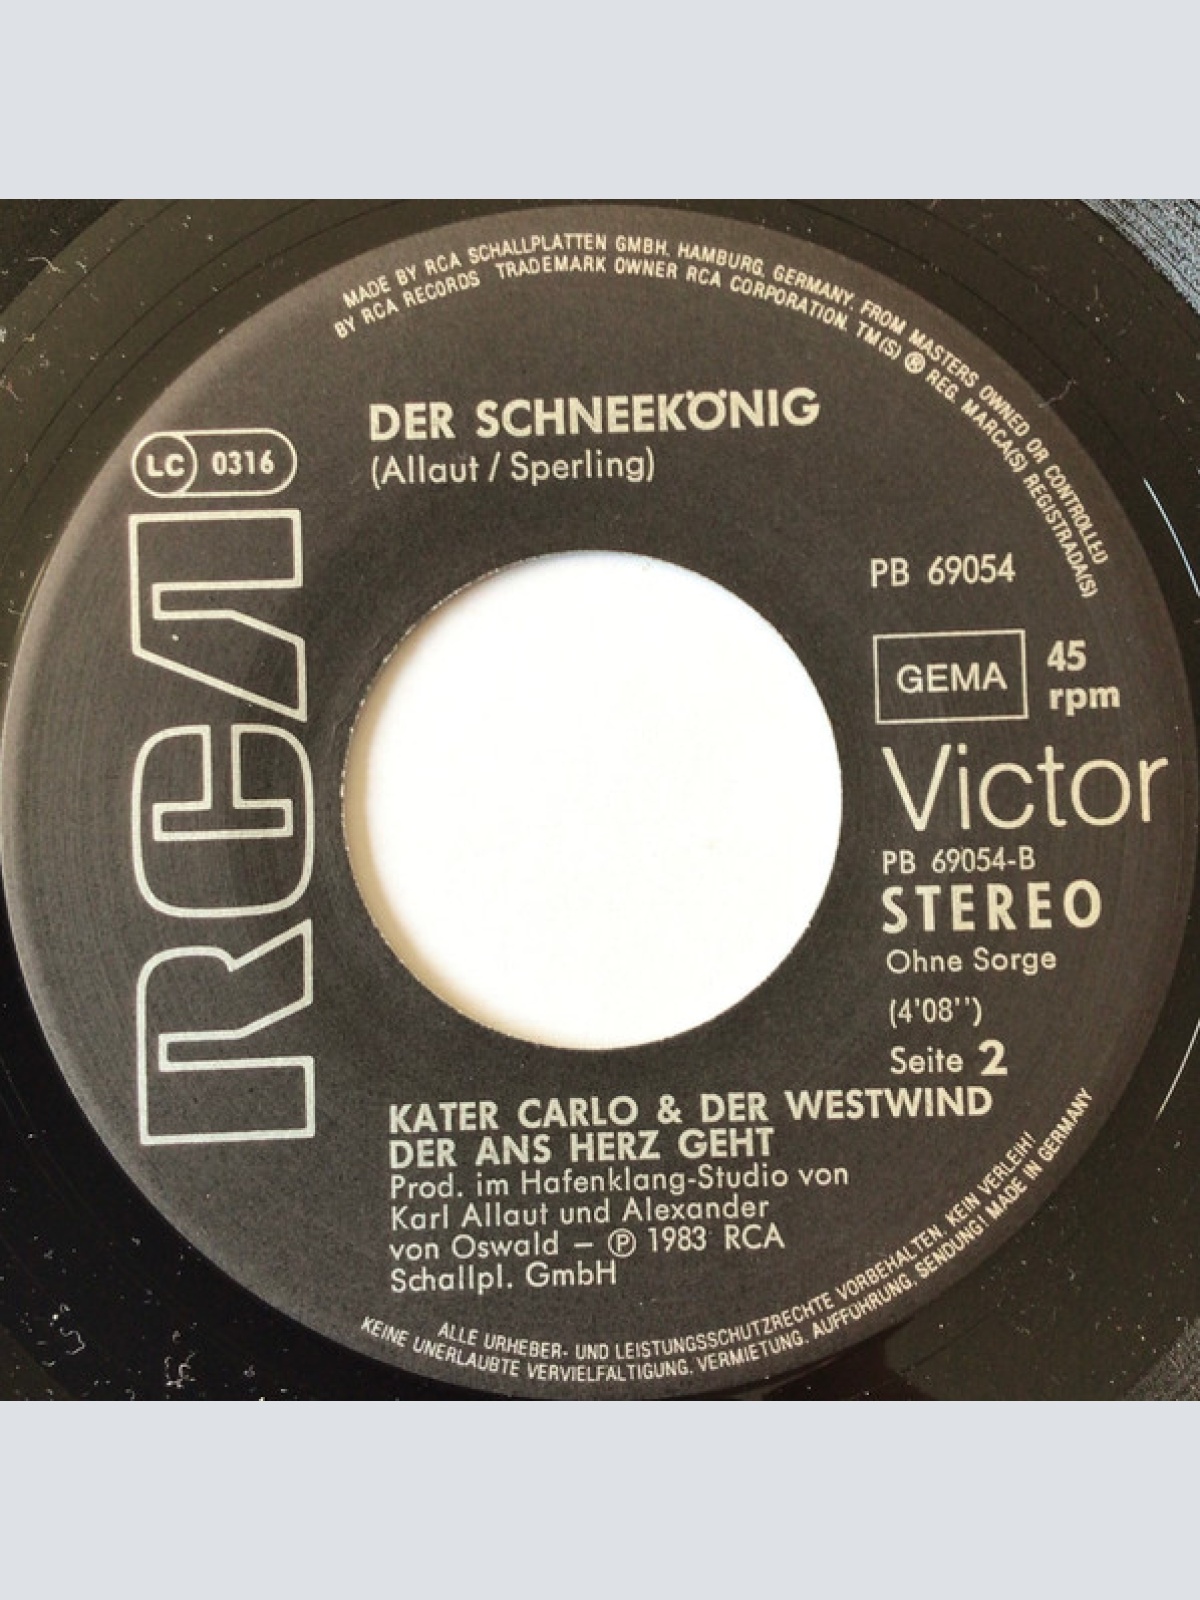 MADE BY RCA SCHALLPLATTEN GMBH, HAMBURG, GERMANY, FROM MASTERS OWNED OR CONTROLLED
BY RCA RECORDS TRADEMARK OWNER RCA CORPORATION. TM(S) ® REG. MARCA(S) REGISTRADA(S)
DER SCHNEEKÖNIG
(Allaut / Sperling)
LC 0316
RCA
PB 69054
GEMA
45
rpm
Victor
PB 69054-B
STEREO
Ohne Sorge
(4'08'')
Seite 2
KATER CARLO & DER WESTWIND
DER ANS HERZ GEHT
Prod. im Hafenklang-Studio von
Karl Allaut und Alexander
von Oswald – ℗ 1983 RCA
Schallpl. GmbH
ALLE URHEBER- UND LEISTUNGSSCHUTZRECHTE VORBEHALTEN. KEIN VERLEIH!
KEINE UNERLAUBTE VERVIELFÄLTIGUNG, VERMIETUNG, AUFFÜHRUNG, SENDUNG! MADE IN GERMANY